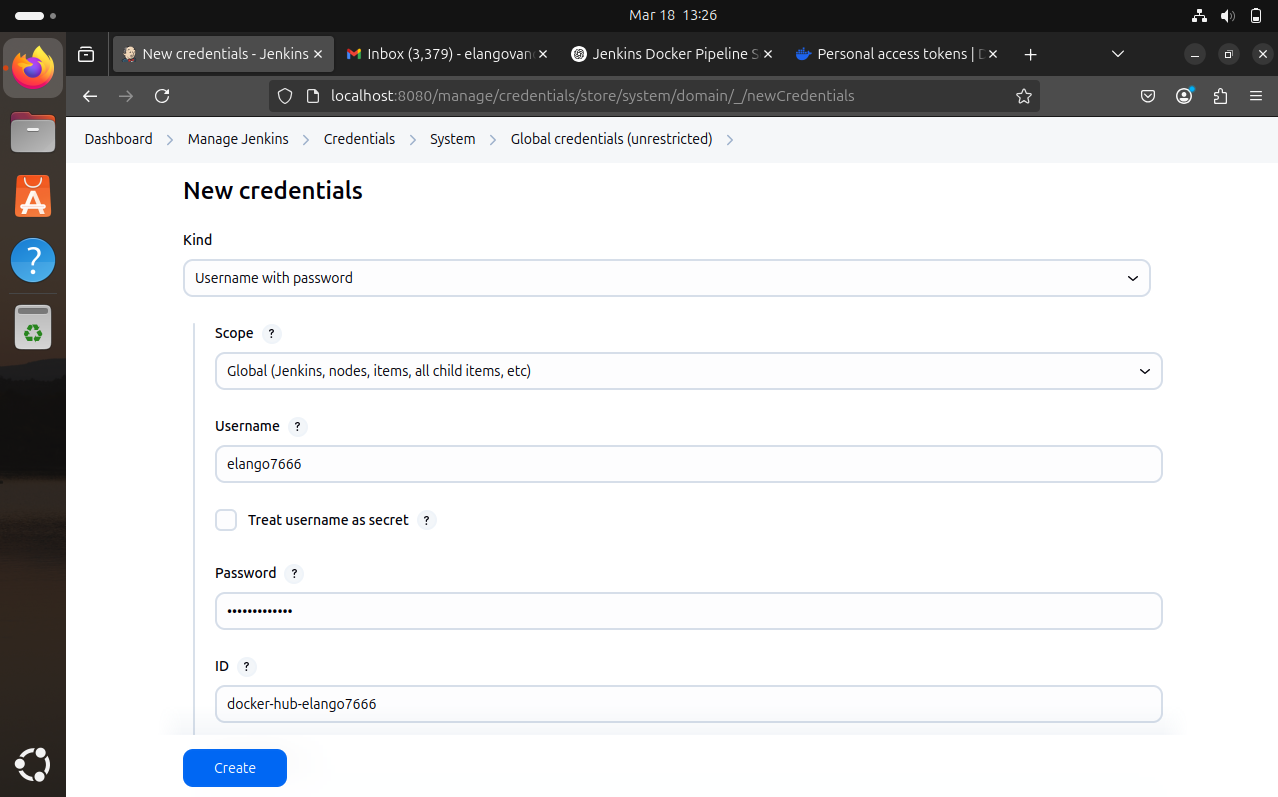 Mar 18 13:26
New credentials - Jenkins
Inbox (3,379) - elangovan
Jenkins Docker Pipeline S
Personal access tokens | D
localhost:8080/manage/credentials/store/system/domain/_/newCredentials
Dashboard
Manage Jenkins
Credentials
System
Global credentials (unrestricted)
New credentials
Kind
Username with password
Scope ?
Global (Jenkins, nodes, items, all child items, etc)
Username ?
elango7666
Treat username as secret ?
Password ?
•••••••••••••
ID ?
docker-hub-elango7666
Create